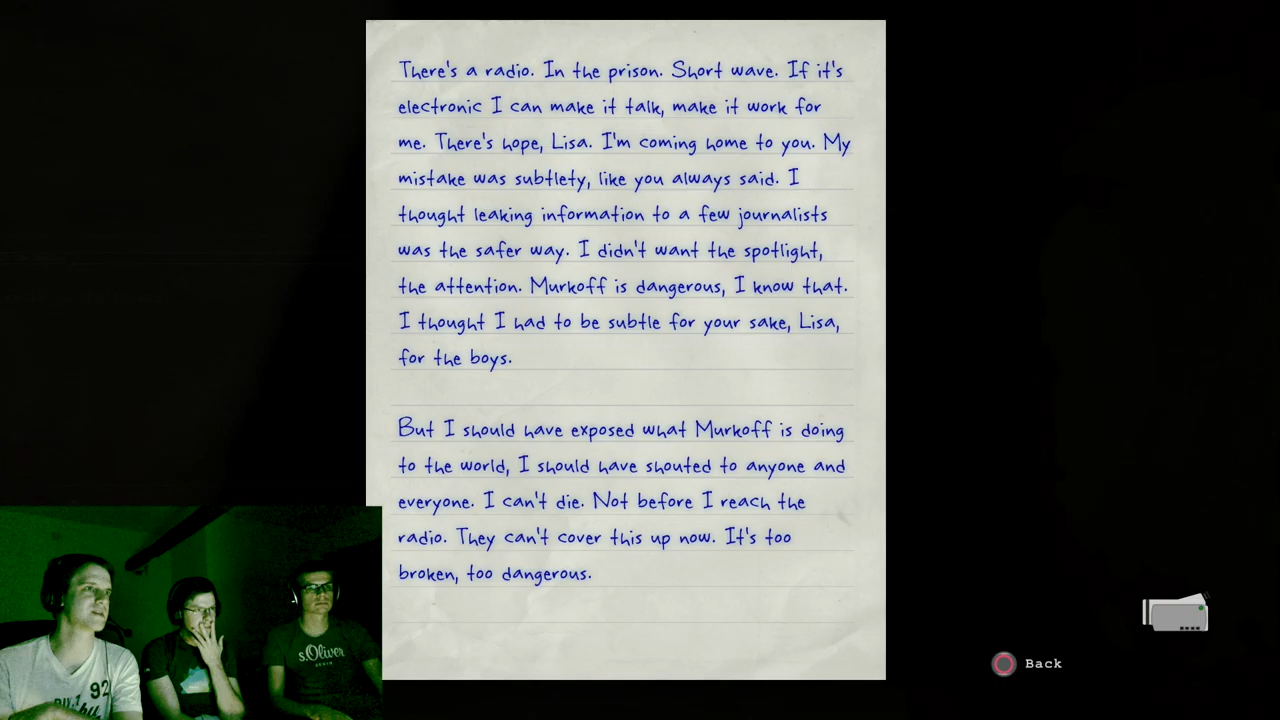 There's a radio. In the prison. Short wave. If it's
electronic I can make it talk, make it work for
me. There's hope, Lisa. I'm coming home to you. My
mistake was subtlety, like you always said. I
thought leaking information to a few journalists
was the safer way. I didn't want the spotlight,
the attention. Murkoff is dangerous, I know that.
I thought I had to be subtle for your sake, Lisa,
for the boys.
But I should have exposed what Murkoff is doing
to the world, I should have shouted to anyone and
everyone. I can't die. Not before I reach the
radio. They can't cover this up now. It's too
broken, too dangerous.
Back
92
s.Oliver